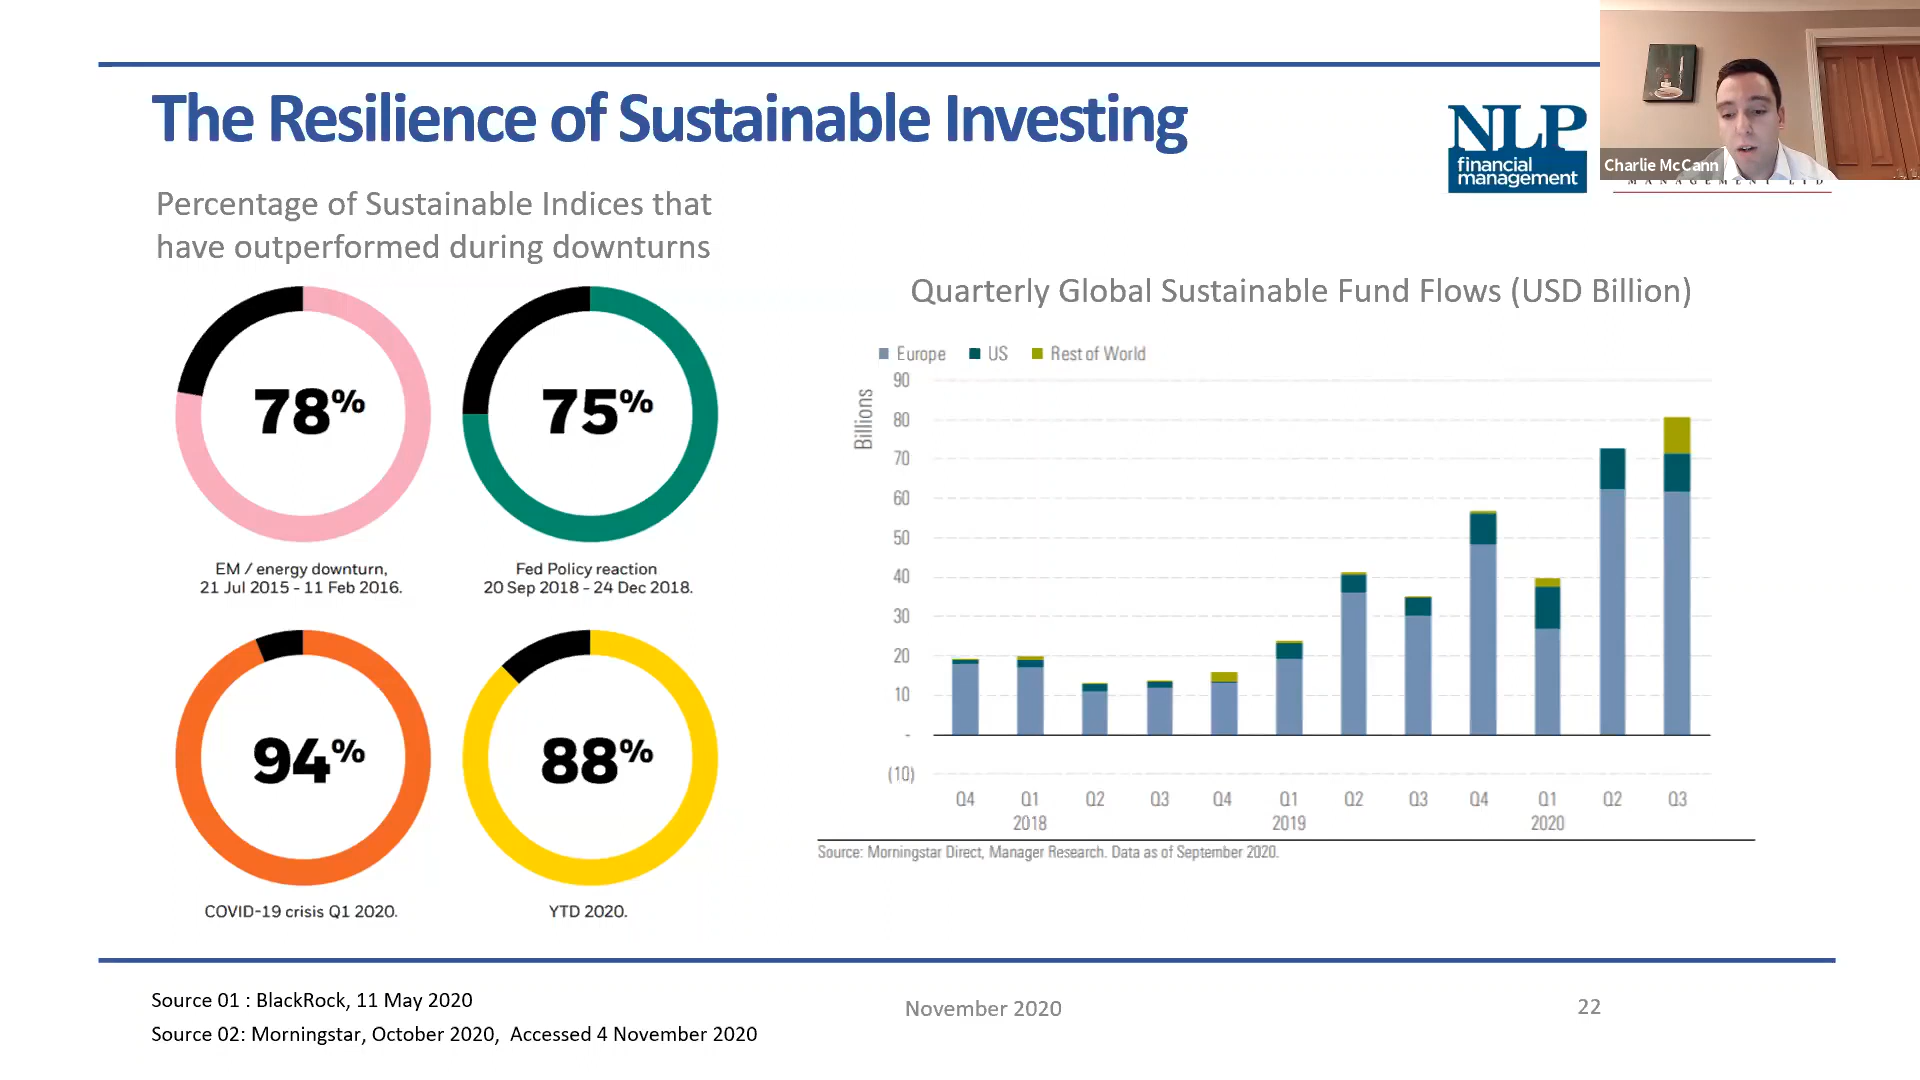 The Resilience of Sustainable Investing
NLP
financial
management
Charlie McCann
MANAGEMENT LTD
Percentage of Sustainable Indices that
have outperformed during downturns
78%
EM / energy downturn,
21 Jul 2015 - 11 Feb 2016.
75%
Fed Policy reaction
20 Sep 2018 - 24 Dec 2018.
94%
COVID-19 crisis Q1 2020.
88%
YTD 2020.
Quarterly Global Sustainable Fund Flows (USD Billion)
Europe US Rest of World
Billions
90
80
70
60
50
40
30
20
10
-
(10)
Q4 Q1 Q2 Q3 Q4 Q1 Q2 Q3 Q4 Q1 Q2 Q3
2018 2019 2020
Source: Morningstar Direct, Manager Research. Data as of September 2020.
Source 01 : BlackRock, 11 May 2020
Source 02: Morningstar, October 2020, Accessed 4 November 2020
November 2020
22